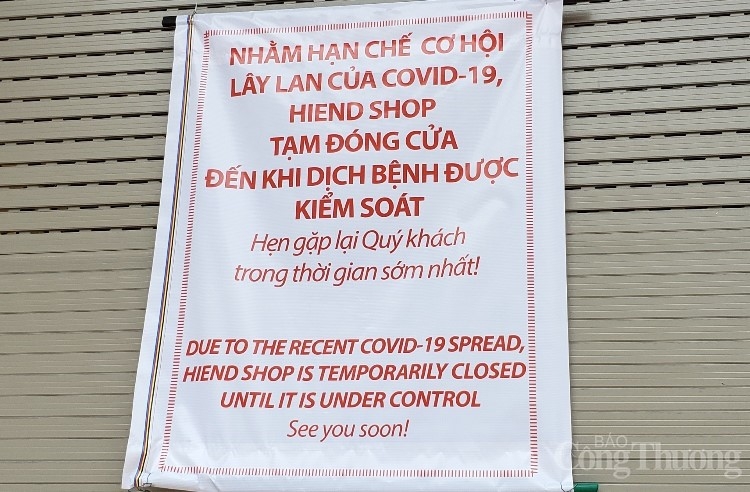 NHẰM HẠN CHẾ CƠ HỘI
LÂY LAN CỦA COVID-19,
HIEND SHOP
TẠM ĐÓNG CỬA
ĐẾN KHI DỊCH BỆNH ĐƯỢC
KIỂM SOÁT
Hẹn gặp lại Quý khách
trong thời gian sớm nhất!
DUE TO THE RECENT COVID-19 SPREAD,
HIEND SHOP IS TEMPORARILY CLOSED
UNTIL IT IS UNDER CONTROL
See you soon!
BÁO
Công Thương